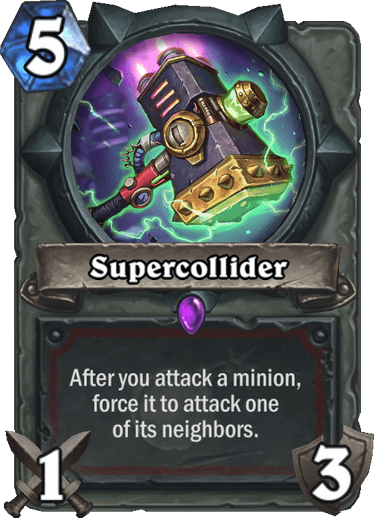 5
Supercollider
After you attack a minion,
force it to attack one
of its neighbors.
1
3